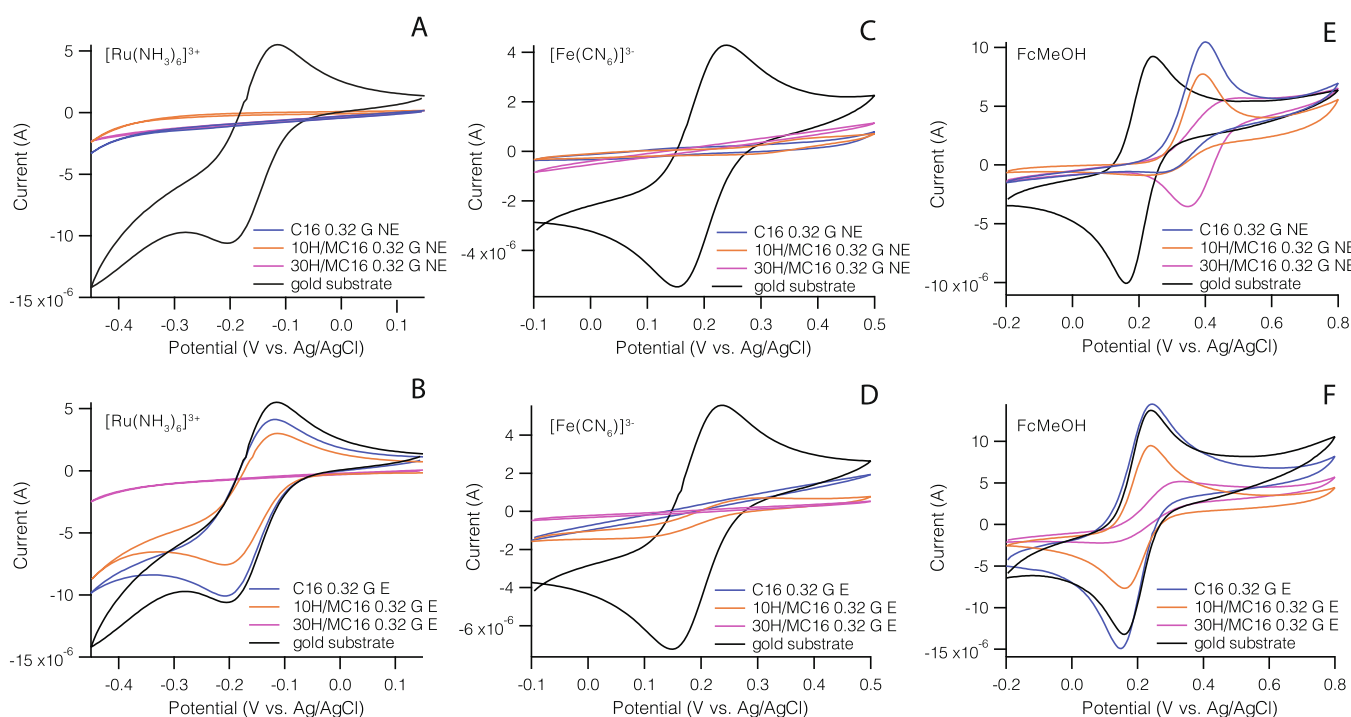 A
[Ru(NH₃)₆]³⁺
5
0
-5
-10
-15 x10⁻⁶
Current (A)
C16 0.32 G NE
10H/MC16 0.32 G NE
30H/MC16 0.32 G NE
gold substrate
-0.4 -0.3 -0.2 -0.1 0.0 0.1
Potential (V vs. Ag/AgCl)
C
[Fe(CN₆)]³⁻
4
2
0
-2
-4 x10⁻⁶
Current (A)
C16 0.32 G NE
10H/MC16 0.32 G NE
30H/MC16 0.32 G NE
gold substrate
-0.1 0.0 0.1 0.2 0.3 0.4 0.5
Potential (V vs. Ag/AgCl)
E
FcMeOH
10
5
0
-5
-10 x10⁻⁶
Current (A)
C16 0.32 G NE
10H/MC16 0.32 G NE
30H/MC16 0.32 G NE
gold substrate
-0.2 0.0 0.2 0.4 0.6 0.8
Potential (V vs. Ag/AgCl)
B
[Ru(NH₃)₆]³⁺
5
0
-5
-10
-15 x10⁻⁶
Current (A)
C16 0.32 G E
10H/MC16 0.32 G E
30H/MC16 0.32 G E
gold substrate
-0.4 -0.3 -0.2 -0.1 0.0 0.1
Potential (V vs. Ag/AgCl)
D
[Fe(CN₆)]³⁻
4
2
0
-2
-4
-6 x10⁻⁶
Current (A)
C16 0.32 G E
10H/MC16 0.32 G E
30H/MC16 0.32 G E
gold substrate
-0.1 0.0 0.1 0.2 0.3 0.4 0.5
Potential (V vs. Ag/AgCl)
F
FcMeOH
10
5
0
-5
-10
-15 x10⁻⁶
Current (A)
C16 0.32 G E
10H/MC16 0.32 G E
30H/MC16 0.32 G E
gold substrate
-0.2 0.0 0.2 0.4 0.6 0.8
Potential (V vs. Ag/AgCl)